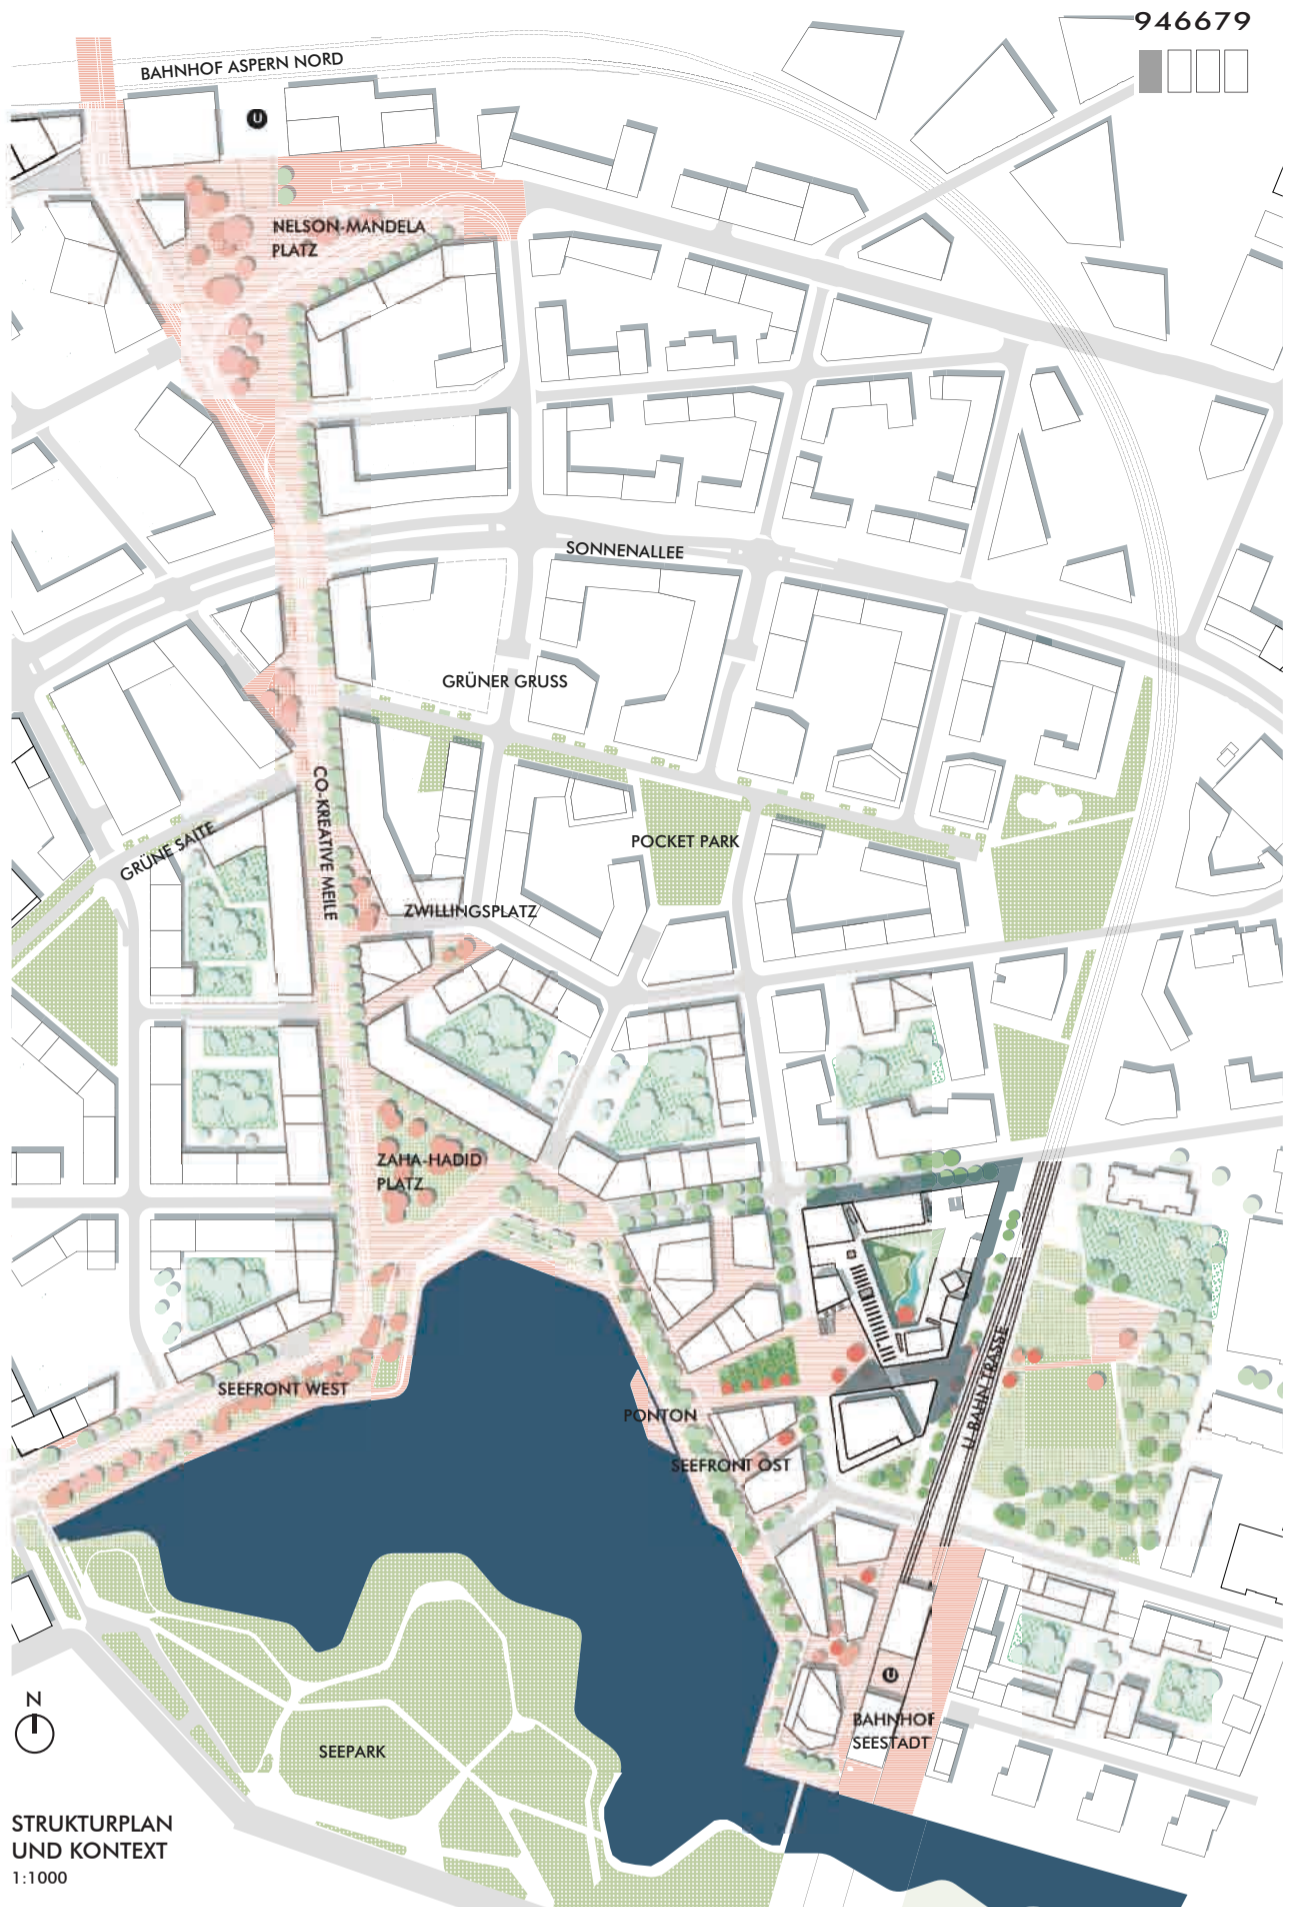 946679
BAHNHOF ASPERN NORD
U
NELSON-MANDELA
PLATZ
SONNENALLEE
GRÜNER GRUSS
CO-KREATIVE MEILE
GRÜNE SAITE
POCKET PARK
ZWILLINGSPLATZ
ZAHA-HADID
PLATZ
U BAHN TRASSE
SEEFRONT WEST
PONTON
SEEFRONT OST
U
BAHNHOF
SEESTADT
N
SEEPARK
STRUKTURPLAN
UND KONTEXT
1:1000